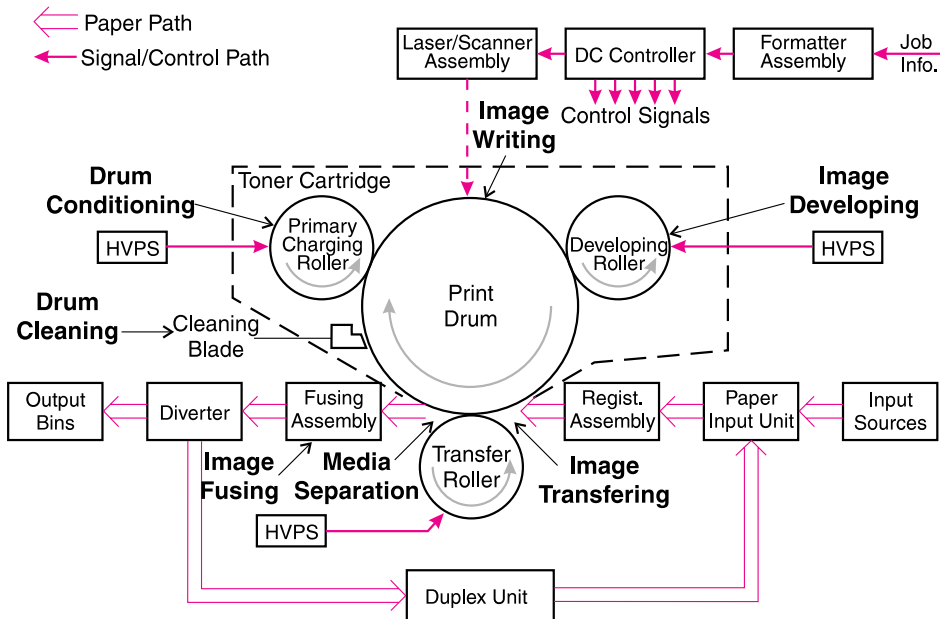 Paper Path
Signal/Control Path
Laser/Scanner
Assembly
DC Controller
Formatter
Assembly
Job
Info.
Control Signals
Image
Writing
Toner Cartridge
Drum
Conditioning
Primary
Charging
Roller
HVPS
Image
Developing
Developing
Roller
HVPS
Print
Drum
Drum
Cleaning
Cleaning
Blade
Output
Bins
Diverter
Fusing
Assembly
Regist.
Assembly
Paper
Input Unit
Input
Sources
Image
Fusing
Media
Separation
Transfer
Roller
Image
Transfering
HVPS
Duplex Unit